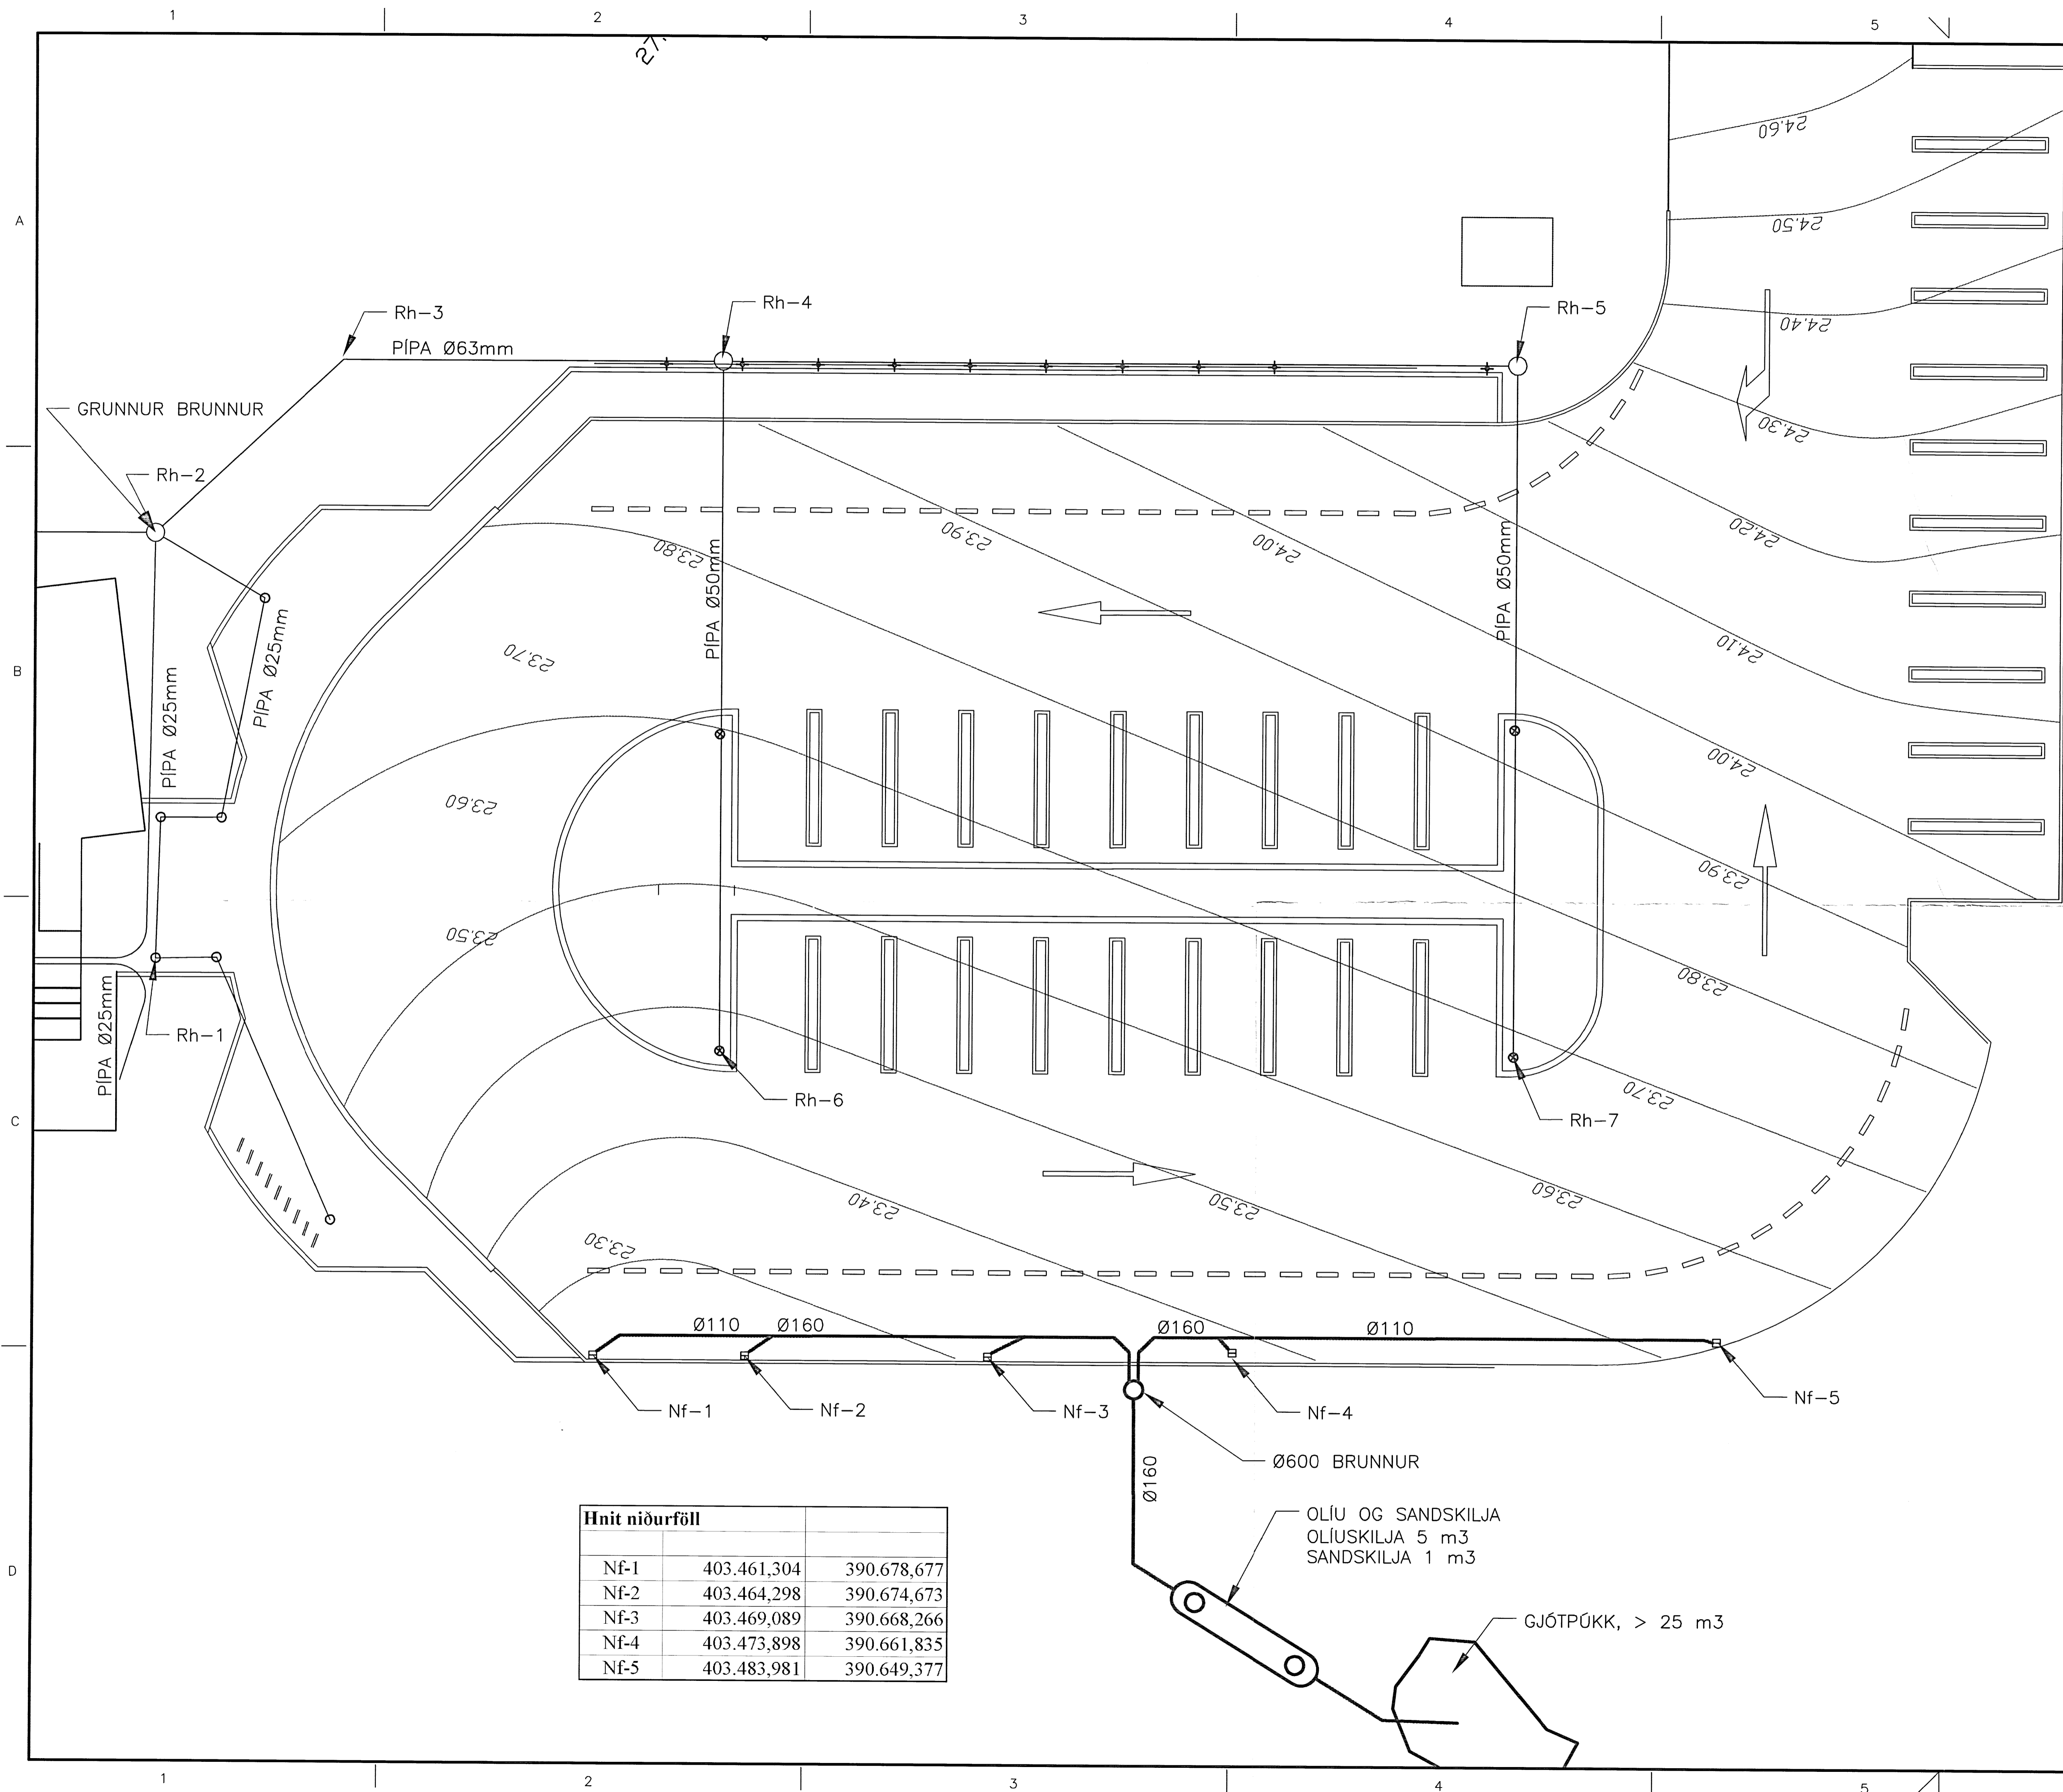 1
2
3
4
5
A
B
C
D
27.
24.60
24.50
24.40
24.30
24.20
24.10
24.00
23.90
23.80
23.70
23.60
23.50
Rh-3
Rh-4
Rh-5
PÍPA Ø63mm
GRUNNUR BRUNNUR
Rh-2
23.80
23.90
24.00
PÍPA Ø50mm
PÍPA Ø50mm
23.70
PÍPA Ø25mm
PÍPA Ø25mm
23.60
23.50
PÍPA Ø25mm
Rh-1
Rh-6
Rh-7
23.40
23.30
Ø110
Ø160
Ø160
Ø110
Nf-1
Nf-2
Nf-3
Nf-4
Nf-5
Ø600 BRUNNUR
Ø160
OLÍU OG SANDSKILJA
OLÍUSKILJA 5 m3
SANDSKILJA 1 m3
GJÓTPÚKK, > 25 m3
Hnit niðurföll
Nf-1 403.461,304 390.678,677
Nf-2 403.464,298 390.674,673
Nf-3 403.469,089 390.668,266
Nf-4 403.473,898 390.661,835
Nf-5 403.483,981 390.649,377
1
2
3
4
5